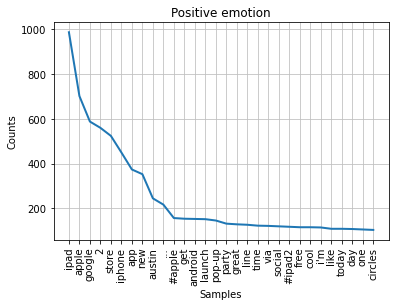 Positive emotion
Counts
1000
800
600
400
200
ipad
apple
google
2
store
iphone
app
new
austin
...
#apple
get
android
launch
pop-up
party
great
line
time
via
social
#ipad2
free
cool
i'm
like
today
day
one
circles
Samples